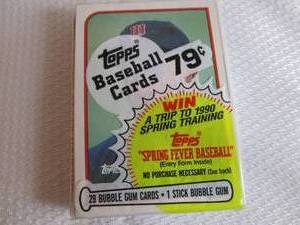 Topps
Baseball
Cards
79¢
WIN
A TRIP TO 1990
SPRING TRAINING
Topps
"SPRING FEVER BASEBALL"
(Entry Form Inside)
NO PURCHASE NECESSARY (See back)
28 BUBBLE GUM CARDS • 1 STICK BUBBLE GUM